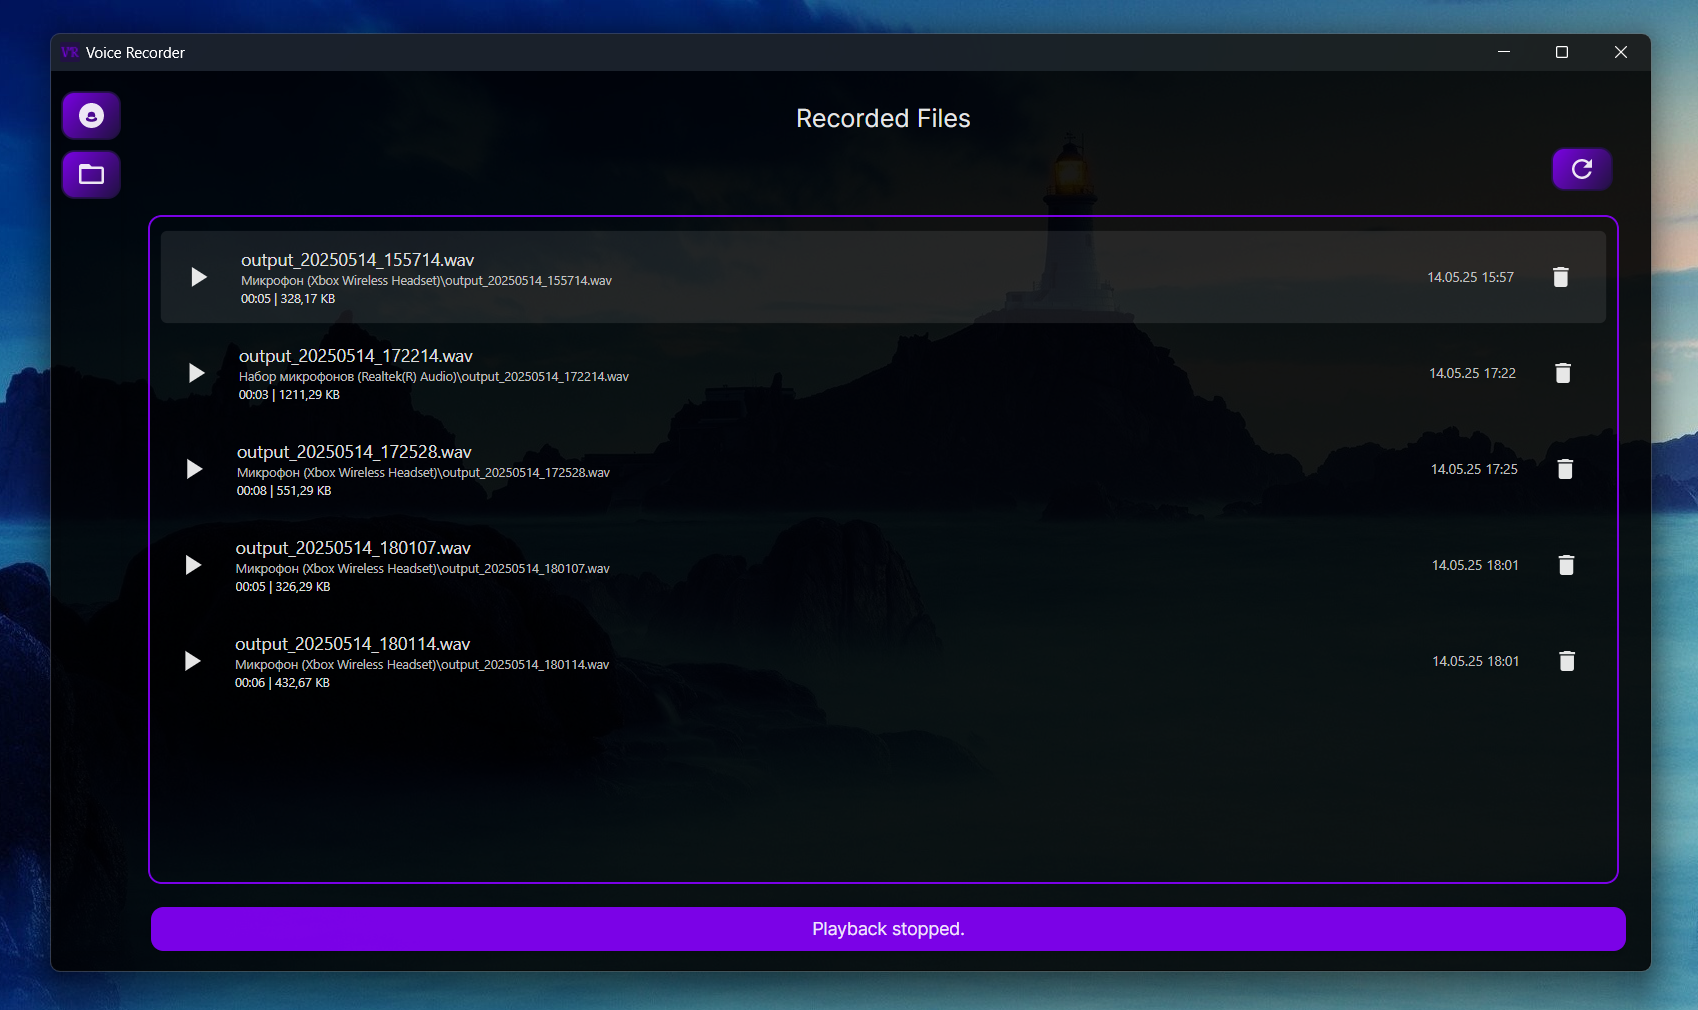 VR Voice Recorder
Recorded Files
output_20250514_155714.wav
Микрофон (Xbox Wireless Headset)\output_20250514_155714.wav
00:05 | 328,17 KB
14.05.25 15:57
output_20250514_172214.wav
Набор микрофонов (Realtek(R) Audio)\output_20250514_172214.wav
00:03 | 1211,29 KB
14.05.25 17:22
output_20250514_172528.wav
Микрофон (Xbox Wireless Headset)\output_20250514_172528.wav
00:08 | 551,29 KB
14.05.25 17:25
output_20250514_180107.wav
Микрофон (Xbox Wireless Headset)\output_20250514_180107.wav
00:05 | 326,29 KB
14.05.25 18:01
output_20250514_180114.wav
Микрофон (Xbox Wireless Headset)\output_20250514_180114.wav
00:06 | 432,67 KB
14.05.25 18:01
Playback stopped.